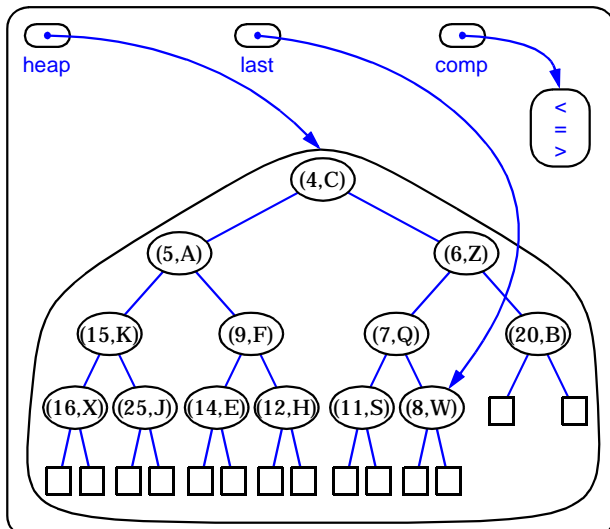 heap last comp
<
=
>
(4,C)
(5,A) (6,Z)
(15,K) (9,F) (7,Q) (20,B)
(16,X) (25,J) (14,E) (12,H) (11,S) (8,W)